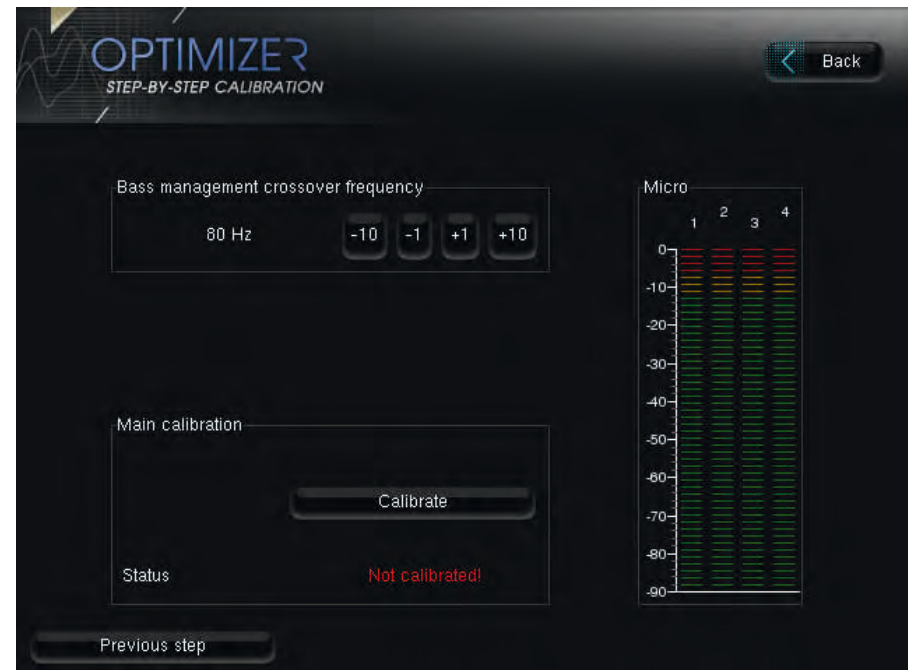 OPTIMIZER
STEP-BY-STEP CALIBRATION
Back
Bass management crossover frequency
80 Hz
-10 -1 +1 +10
Micro
1 2 3 4
0
-10
-20
-30
-40
-50
-60
-70
-80
-90
Main calibration
Calibrate
Status Not calibrated!
Previous step